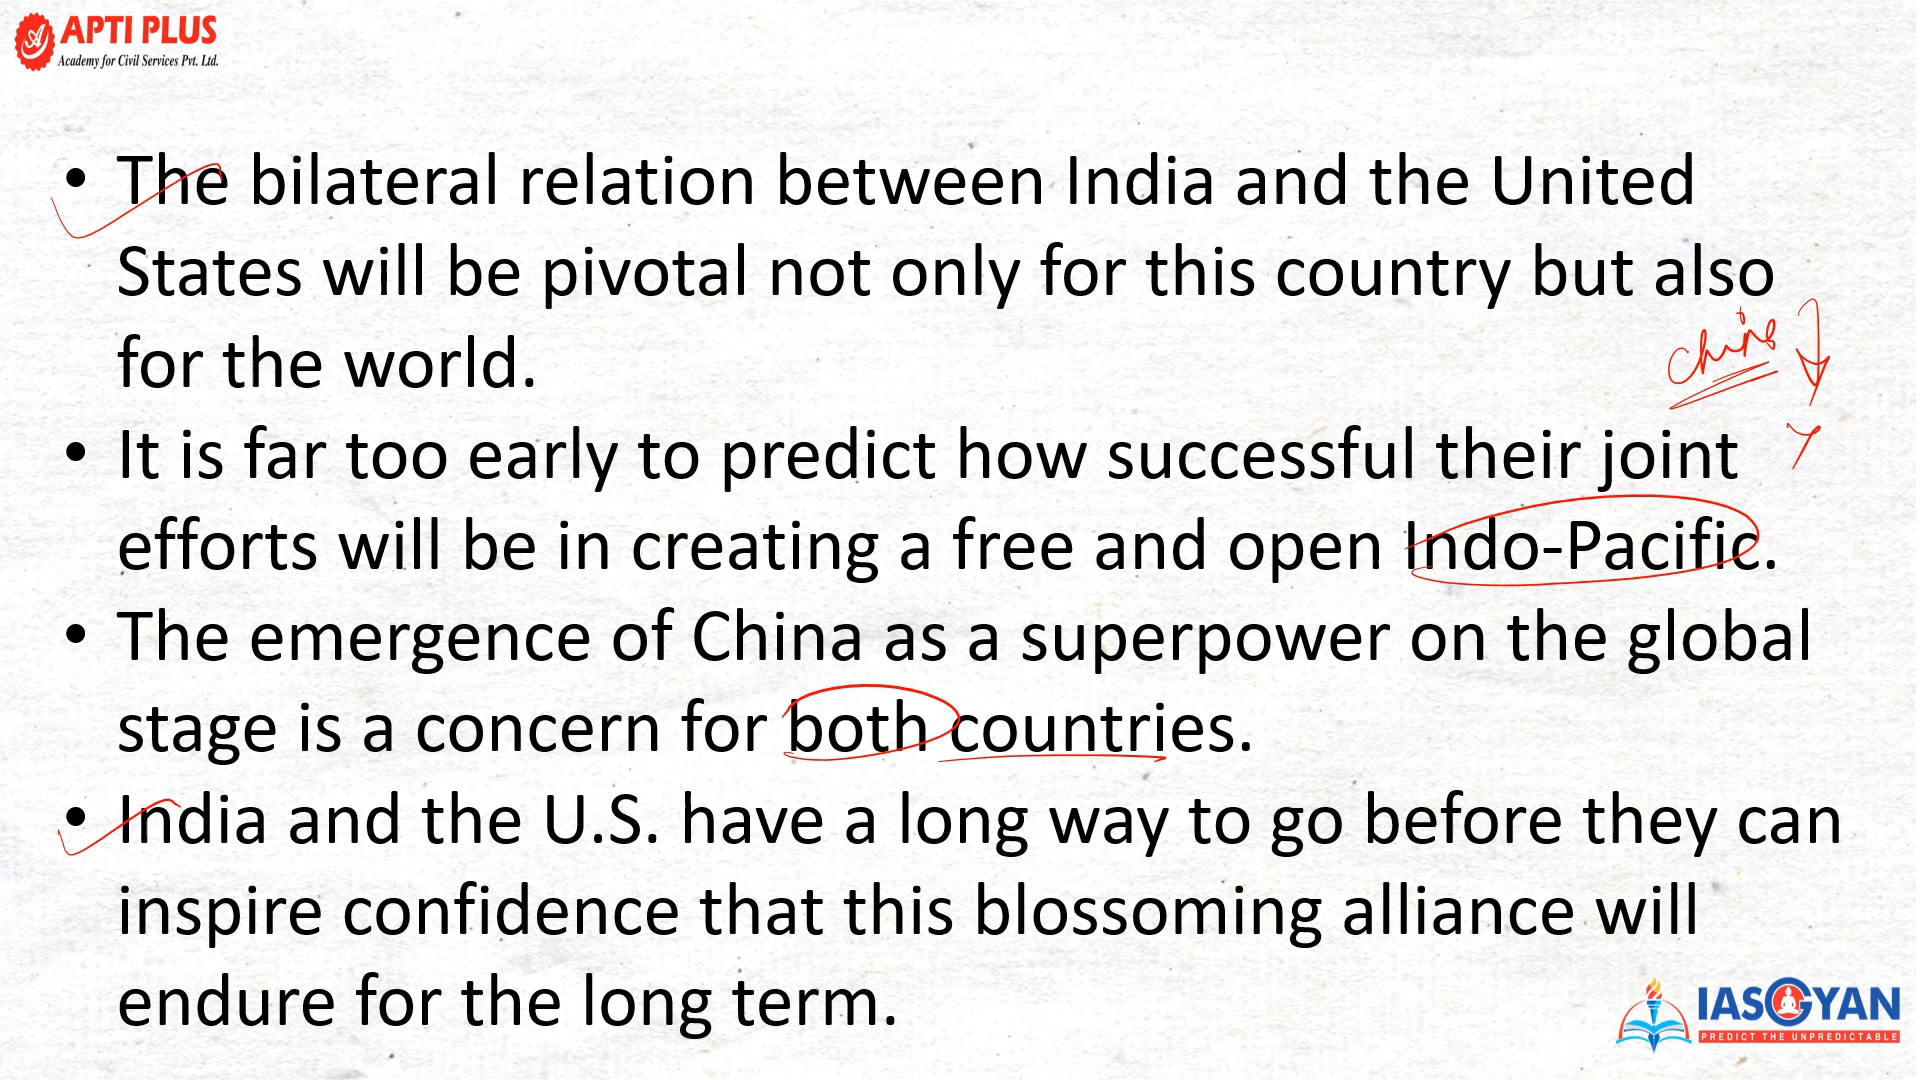 APTI PLUS
Academy for Civil Services Pvt. Ltd.
• The bilateral relation between India and the United
States will be pivotal not only for this country but also
for the world.
China
• It is far too early to predict how successful their joint
efforts will be in creating a free and open Indo-Pacific.
• The emergence of China as a superpower on the global
stage is a concern for both countries.
• India and the U.S. have a long way to go before they can
inspire confidence that this blossoming alliance will
endure for the long term.
IASGYAN
PREDICT THE UNPREDICTABLE